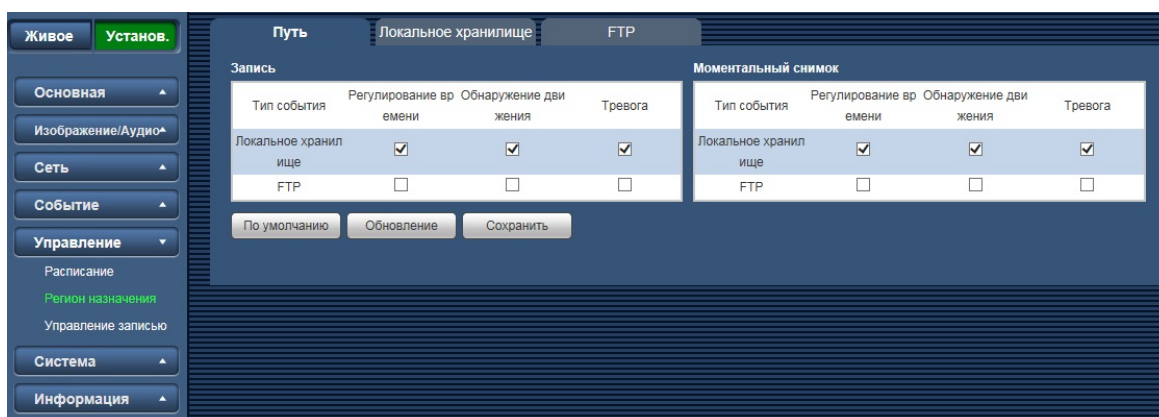 Живое Установ.
Основная
Изображение/Аудио
Сеть
Событие
Управление
Расписание
Регион назначения
Управление записью
Система
Информация
Путь Локальное хранилище FTP
Запись
Тип события Регулирование вр Обнаружение дви Тревога
емени жения
Локальное хранил
ище
FTP
Моментальный снимок
Тип события Регулирование вр Обнаружение дви Тревога
емени жения
Локальное хранил
ище
FTP
По умолчанию Обновление Сохранить